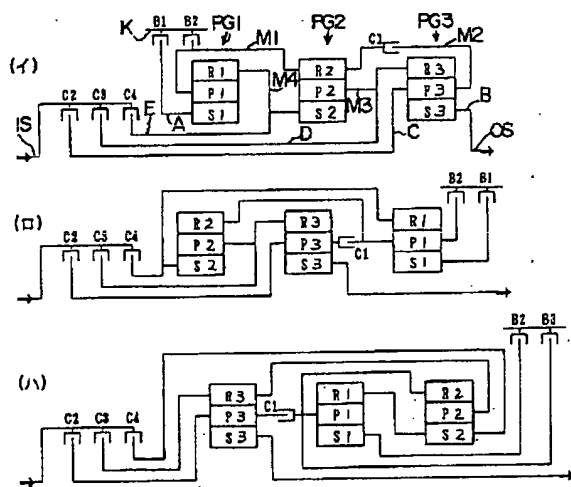 K B1 B2 PG1 M1 PG2 C1 PG3 M2
(イ) R1 P1 S1 M4 R2 P2 S2 M3 R3 P3 S3 B
C2 C3 C4 E A D C
IS OS
B2 B1
(ロ) R2 P2 S2 R3 P3 S3 C1 R1 P1 S1
C2 C3 C4
B2 B3
(ハ) R3 P3 S3 C1 R1 P1 S1 R2 P2 S2
C2 C3 C4